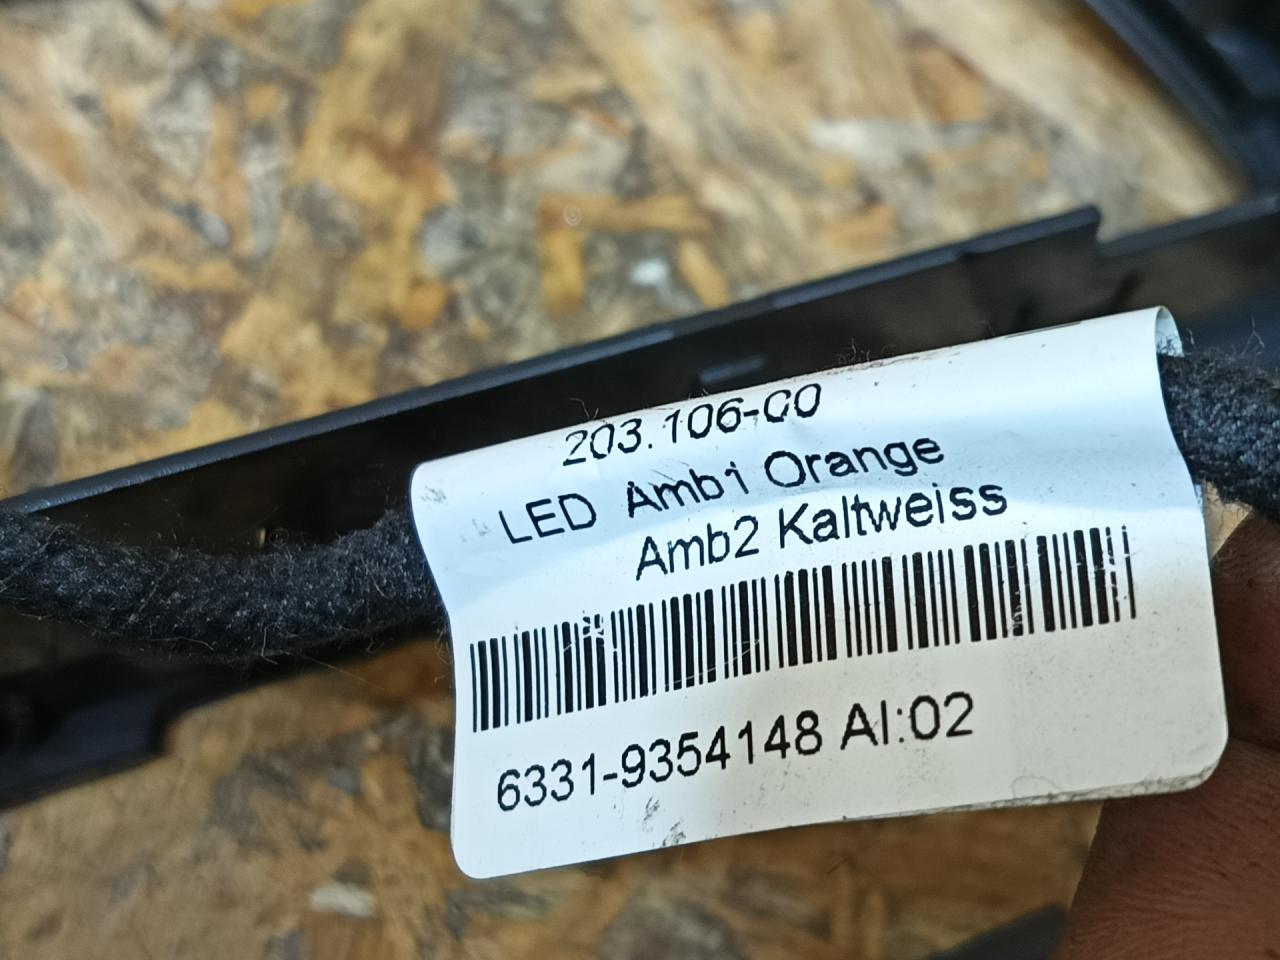 203.106-00
LED Amb1 Orange
Amb2 Kaltweiss
6331-9354148 AI:02